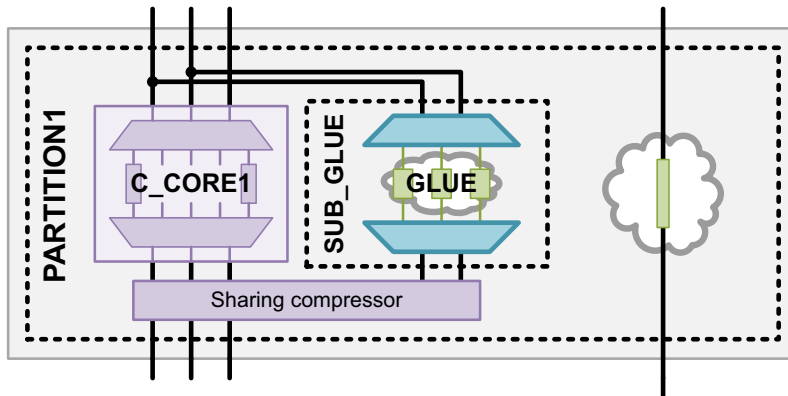 PARTITION1
C_CORE1
SUB_GLUE
GLUE
Sharing compressor